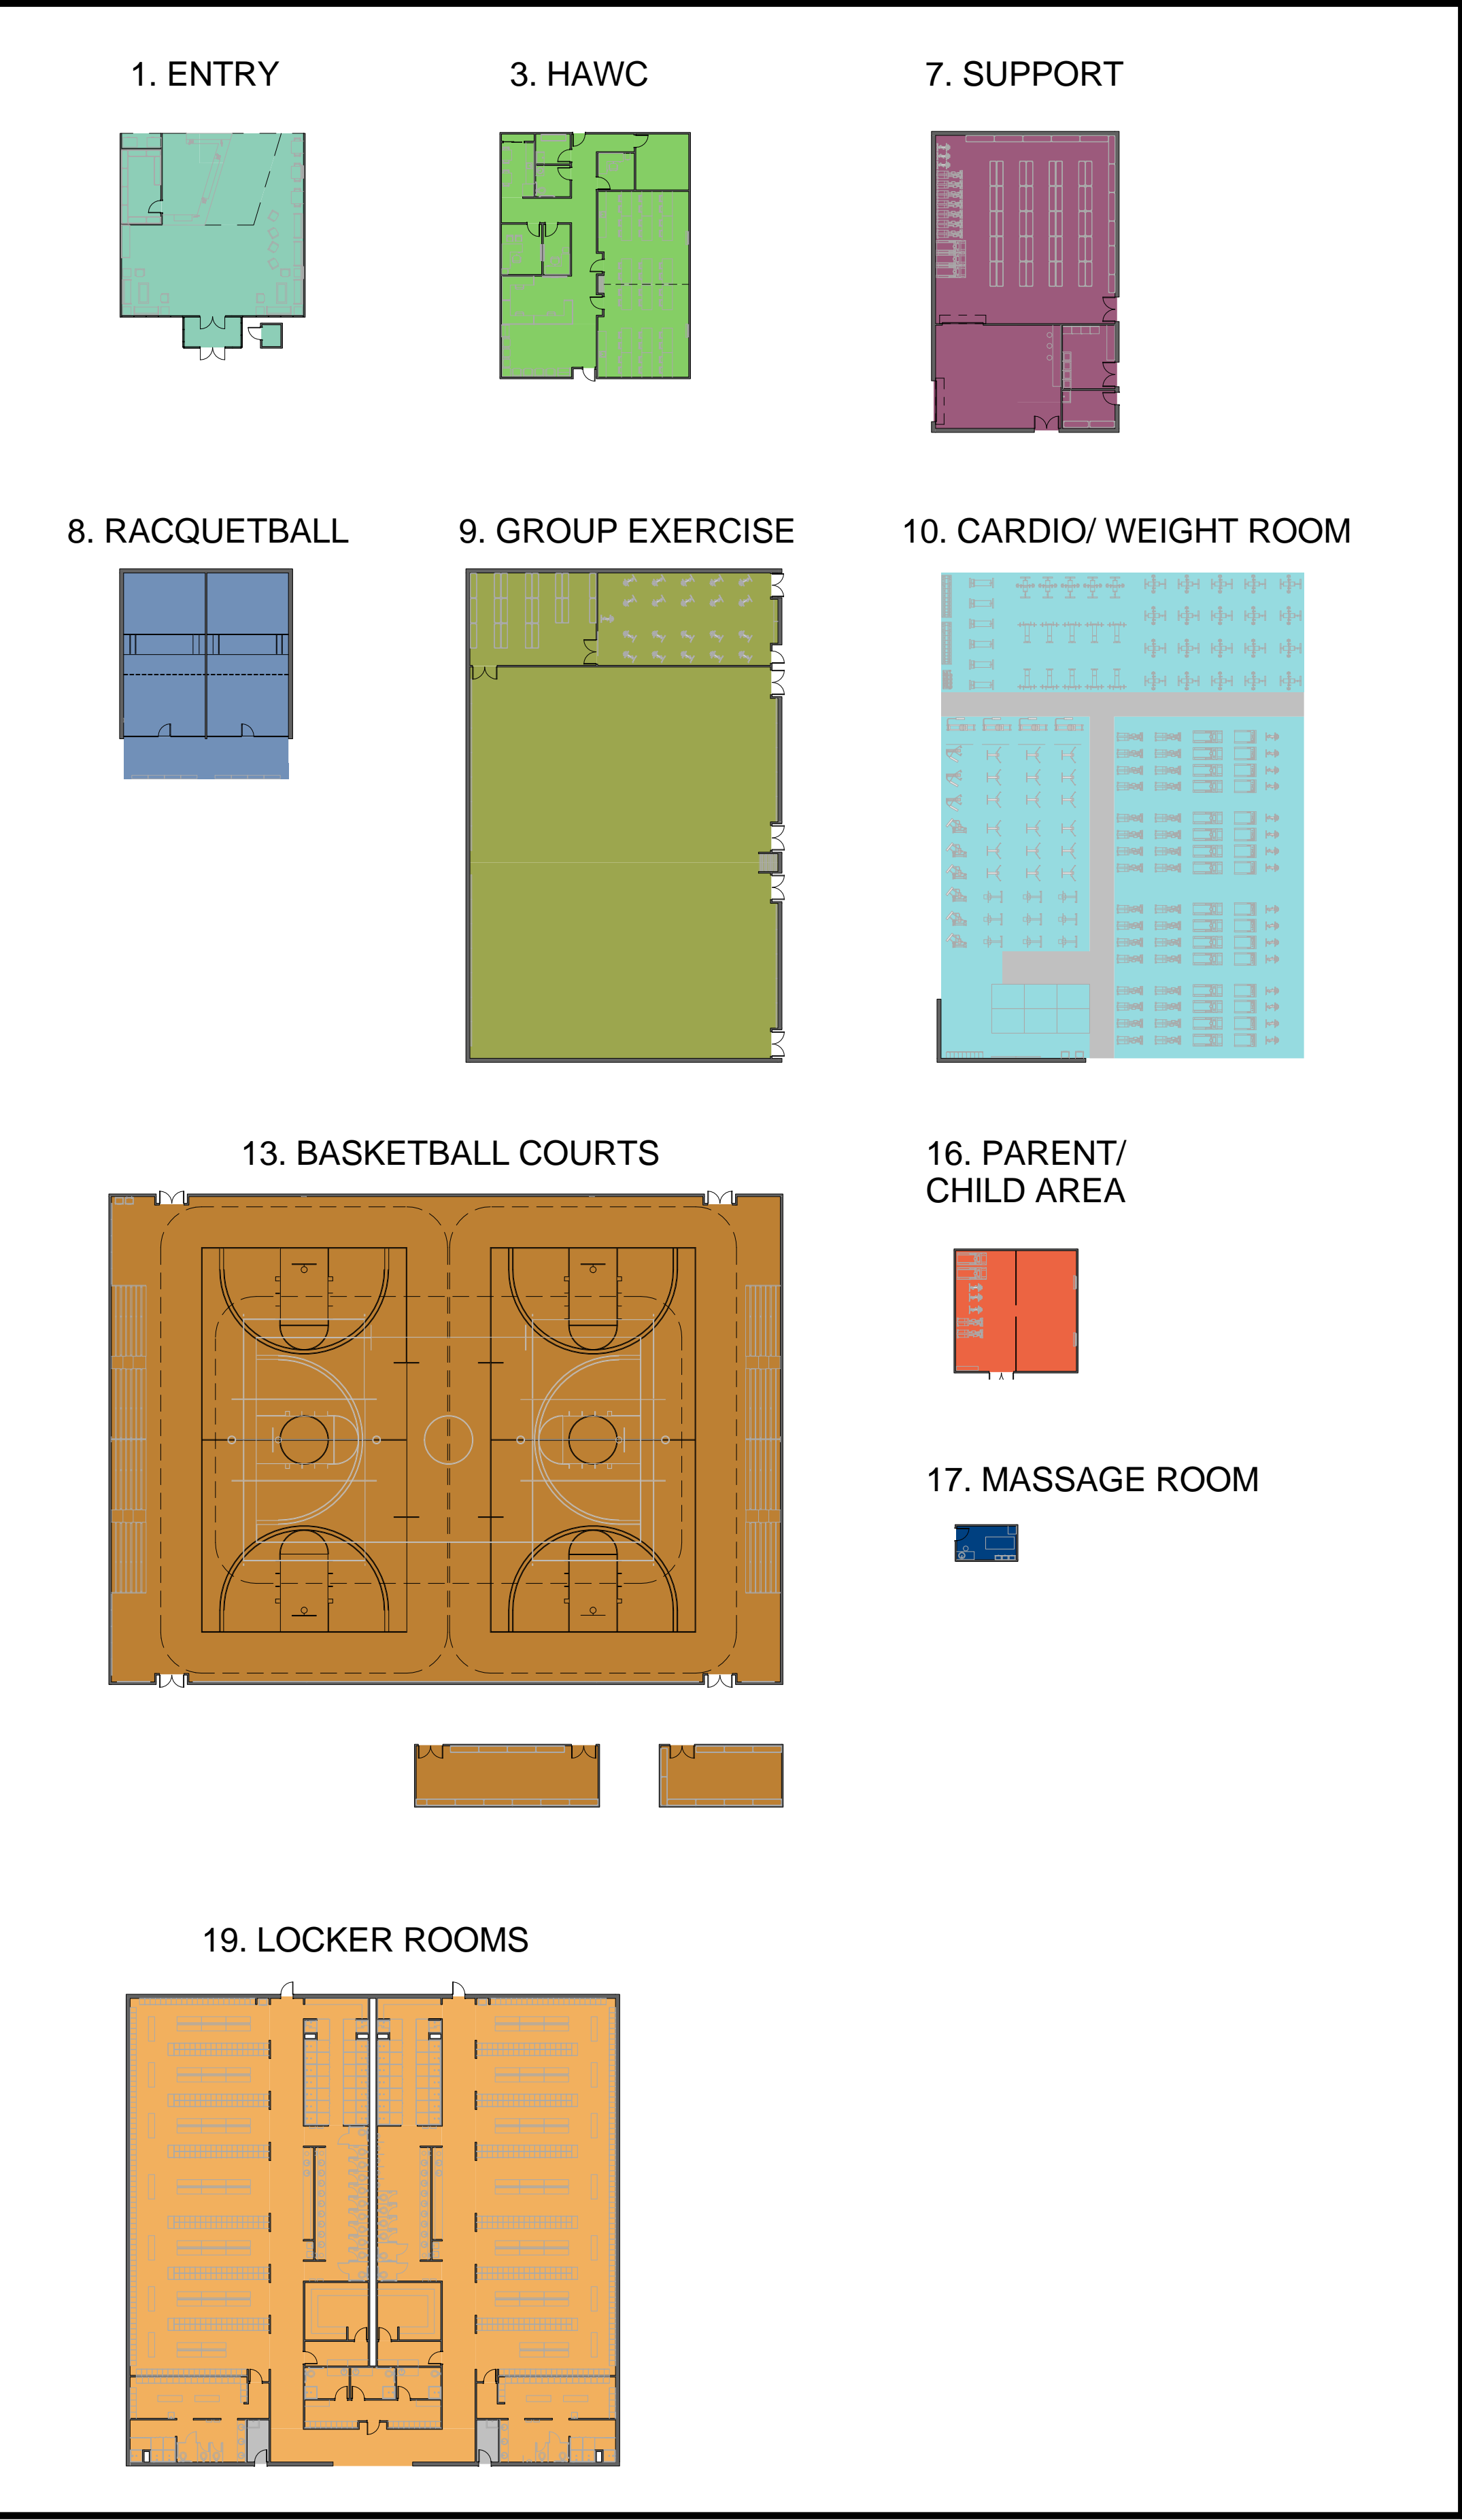 1. ENTRY
3. HAWC
7. SUPPORT
8. RACQUETBALL
9. GROUP EXERCISE
10. CARDIO/ WEIGHT ROOM
13. BASKETBALL COURTS
16. PARENT/
CHILD AREA
17. MASSAGE ROOM
19. LOCKER ROOMS